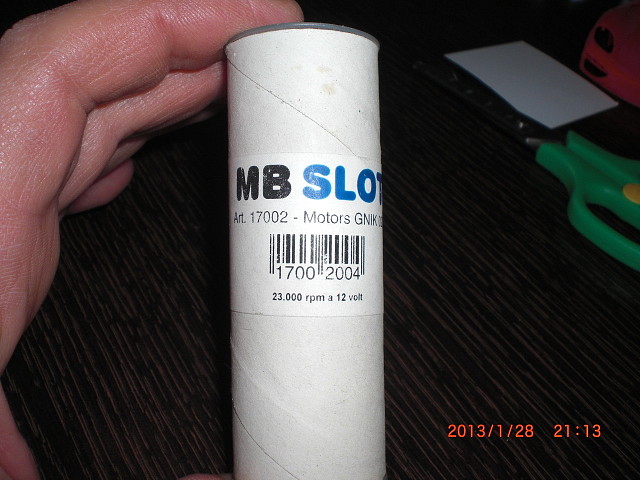 MB SLOT
Art. 17002 - Motors GNIK
1700 2004
23.000 rpm a 12 volt
2013/1/28 21:13